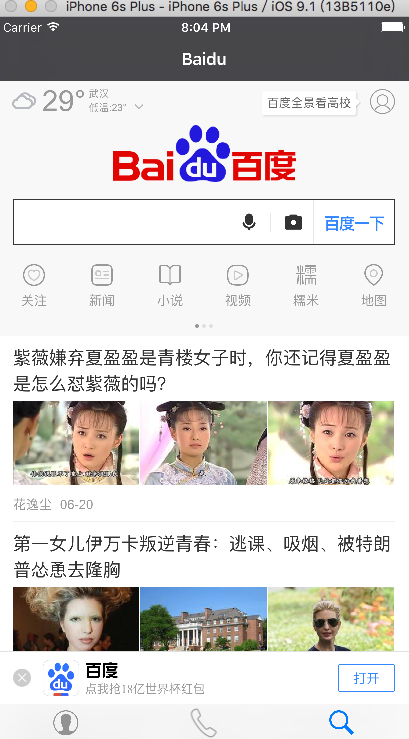 iPhone 6s Plus - iPhone 6s Plus / iOS 9.1 (13B5110e)
Carrier 8:04 PM
Baidu
29° 武汉
低温:23°
百度全景看高校
Bai du 百度
百度一下
关注 新闻 小说 视频 糯 糯米 地图
紫薇嫌弃夏盈盈是青楼女子时，你还记得夏盈盈
是怎么怼紫薇的吗？
花逸尘 06-20
第一女儿伊万卡叛逆青春：逃课、吸烟、被特朗
普怂恿去隆胸
du
百度
点我抢18亿世界杯红包
打开